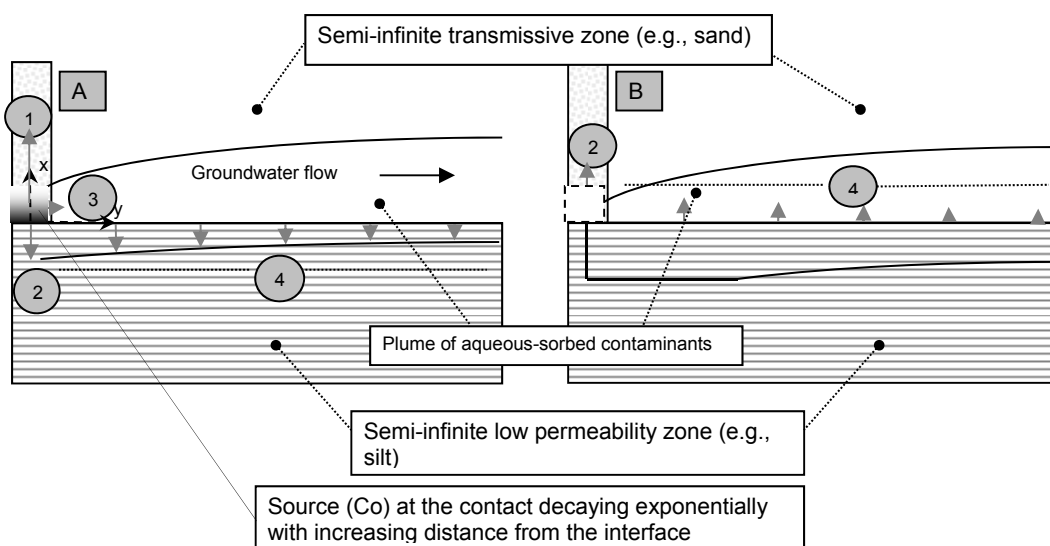 Semi-infinite transmissive zone (e.g., sand)
A
B
1
2
x
Groundwater flow
3
y
4
2
4
Plume of aqueous-sorbed contaminants
Semi-infinite low permeability zone (e.g.,
silt)
Source (Co) at the contact decaying exponentially
with increasing distance from the interface